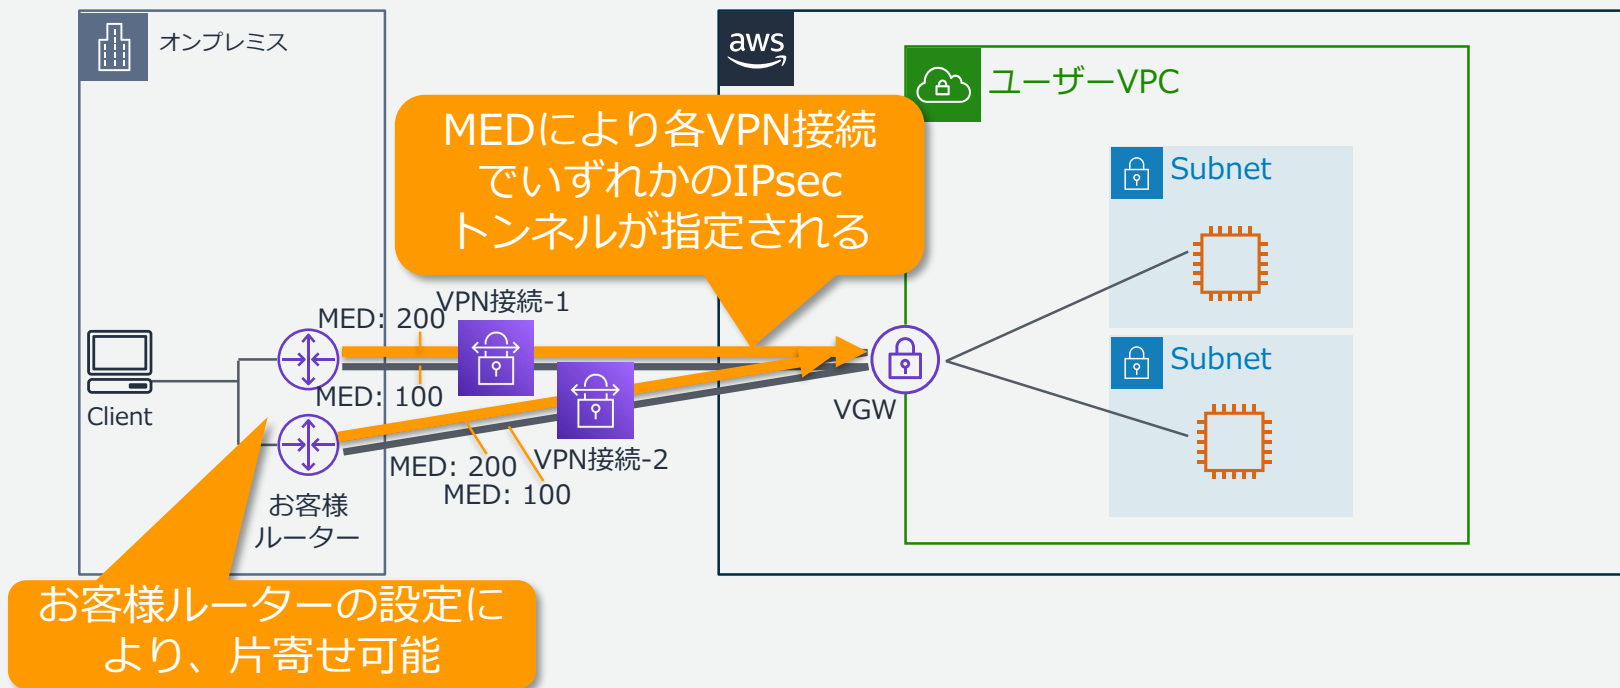 オンプレミス
aws
ユーザーVPC
MEDにより各VPN接続
でいずれかのIPsec
トンネルが指定される
Subnet
VPN接続-1
MED: 200
Client
MED: 100
VGW
Subnet
MED: 200
VPN接続-2
MED: 100
お客様
ルーター
お客様ルーターの設定に
より、片寄せ可能